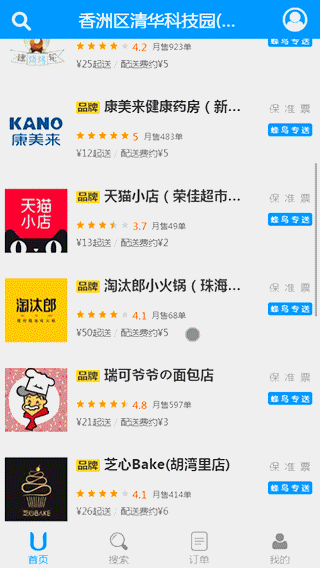 香洲区清华科技园(...
4.2 月售923单
蜂鸟专送
¥25起送 / 配送费约¥5
KANO
康美来
品牌 康美来健康药房（新...
保 准 票
5 月售483单
蜂鸟专送
¥12起送 / 配送费约¥5
天猫
小店
品牌 天猫小店（荣佳超市...
保 准 票
3.7 月售49单
蜂鸟专送
¥13起送 / 配送费约¥2
淘汰郎
品牌 淘汰郎小火锅（珠海...
保 准 票
4.1 月售68单
蜂鸟专送
¥50起送 / 配送费约¥5
品牌 瑞可爷爷の面包店
保 准 票
4.8 月售597单
蜂鸟专送
¥21起送 / 配送费约¥3
芝心BAKE
品牌 芝心Bake(胡湾里店)
保 准 票
4.1 月售414单
蜂鸟专送
¥26起送 / 配送费约¥6
首页
搜索
订单
我的